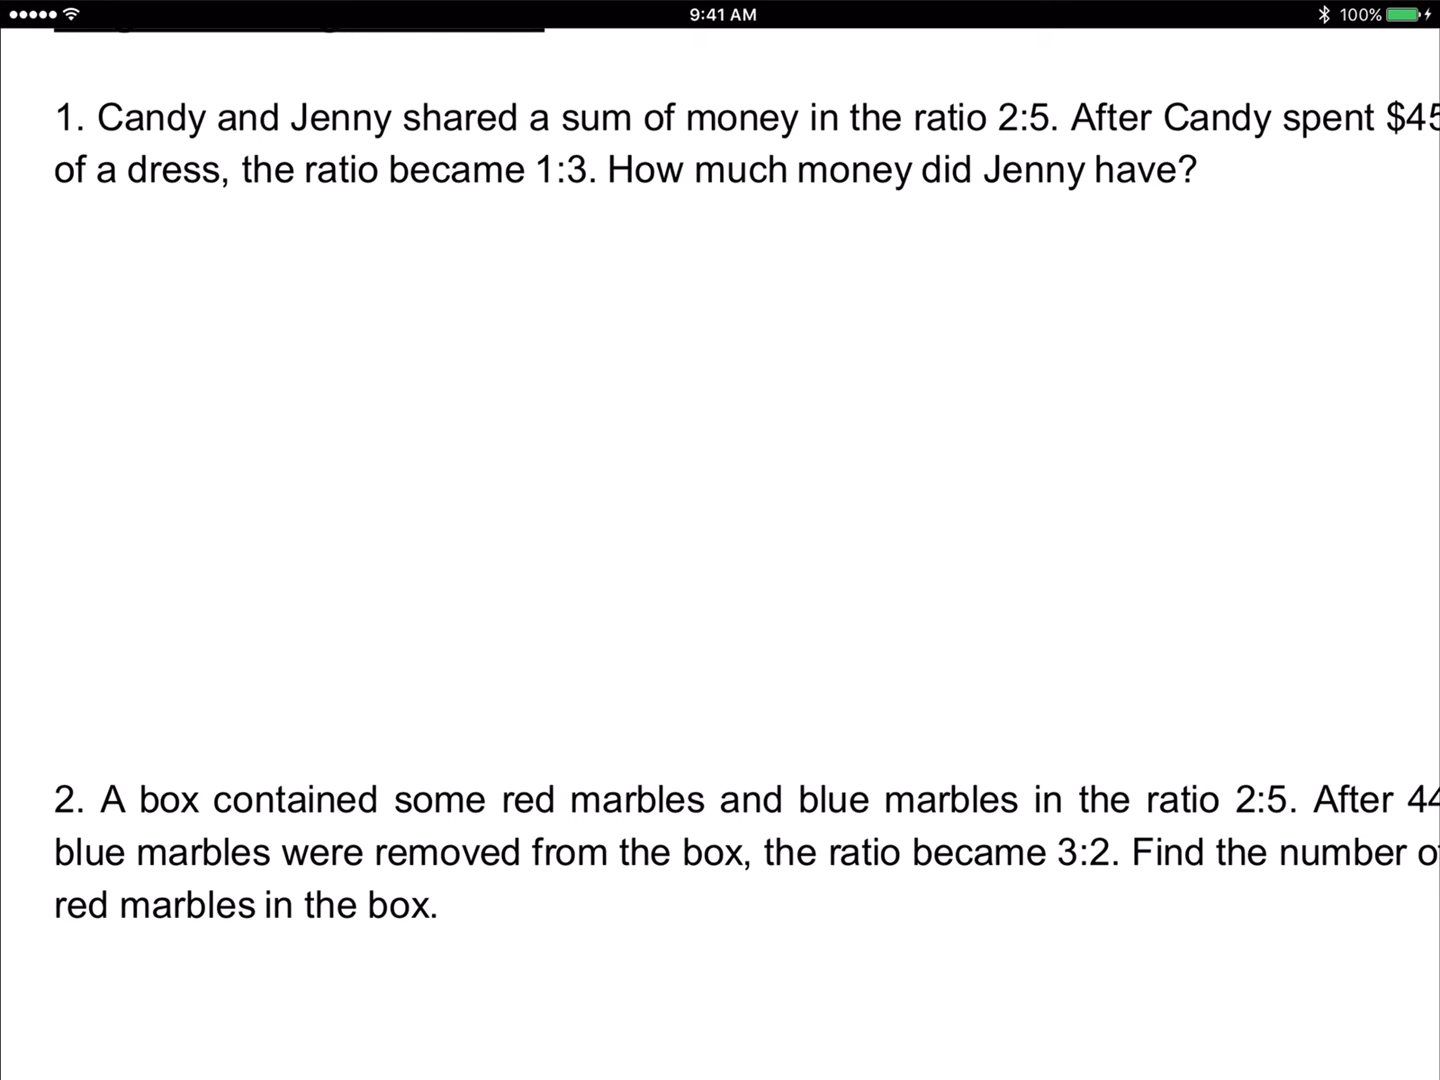 9:41 AM
100%
1. Candy and Jenny shared a sum of money in the ratio 2:5. After Candy spent $45
of a dress, the ratio became 1:3. How much money did Jenny have?
2. A box contained some red marbles and blue marbles in the ratio 2:5. After 44
blue marbles were removed from the box, the ratio became 3:2. Find the number of
red marbles in the box.